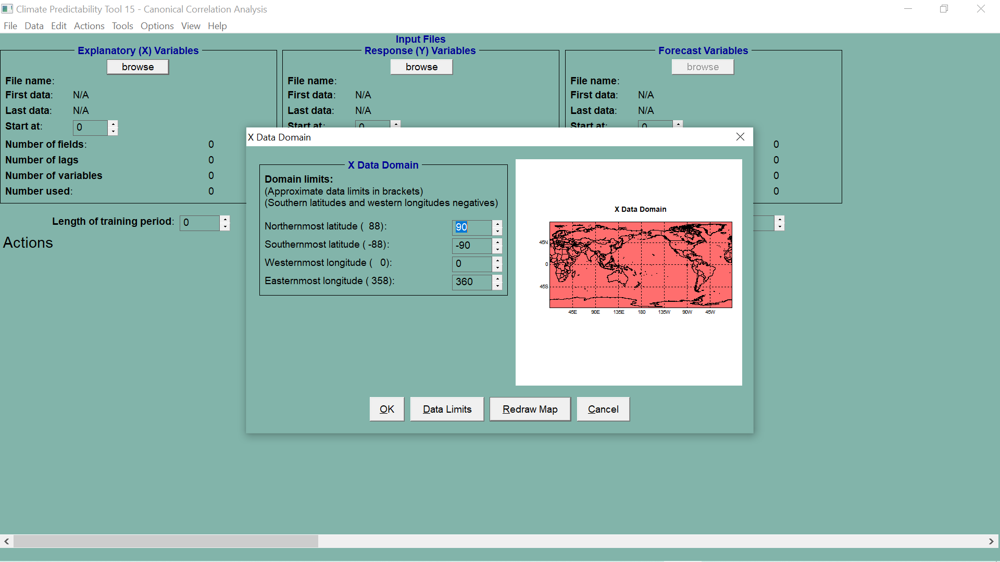 Climate Predictability Tool 15 - Canonical Correlation Analysis
File Data Edit Actions Tools Options View Help
Input Files
Explanatory (X) Variables
browse
File name:
First data: N/A
Last data: N/A
Start at: 0
Number of fields: 0
Number of lags 0
Number of variables 0
Number used: 0
Response (Y) Variables
browse
File name:
First data: N/A
Last data: N/A
Start at: 0
Forecast Variables
browse
File name:
First data: N/A
Last data: N/A
Start at: 0
0
0
0
0
Length of training period: 0
Actions
X Data Domain
X Data Domain
Domain limits:
(Approximate data limits in brackets)
(Southern latitudes and western longitudes negatives)
Northernmost latitude ( 88): 90
Southernmost latitude ( -88): -90
Westernmost longitude ( 0): 0
Easternmost longitude ( 358): 360
X Data Domain
45N
0
45S
45E 90E 135E 180 135W 90W 45W
OK Data Limits Redraw Map Cancel